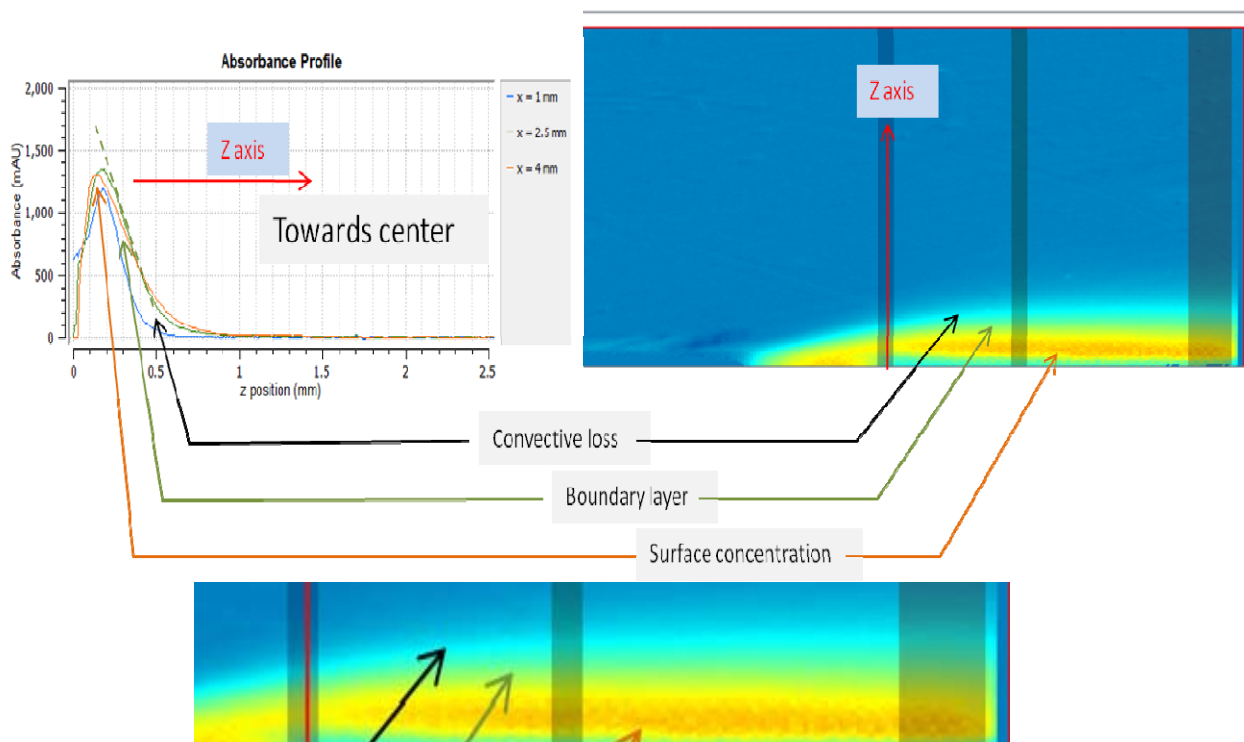 Absorbance Profile
2,000
1,500
1,000
500
0
Absorbance (mAU)
0
0.5
1
1.5
2
2.5
z position (mm)
x = 1 mm
x = 2.5 mm
x = 4 mm
Z axis
Towards center
Z axis
Convective loss
Boundary layer
Surface concentration